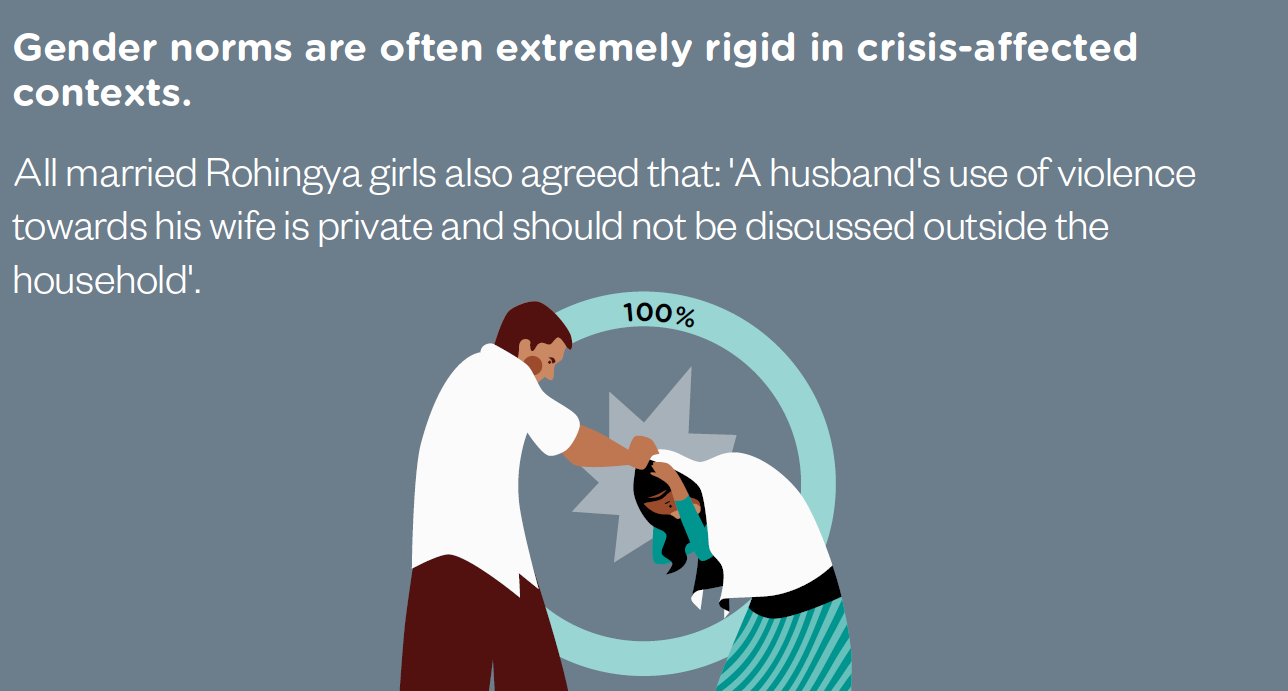 Gender norms are often extremely rigid in crisis-affected
contexts.
All married Rohingya girls also agreed that: 'A husband's use of violence
towards his wife is private and should not be discussed outside the
household'.
100%